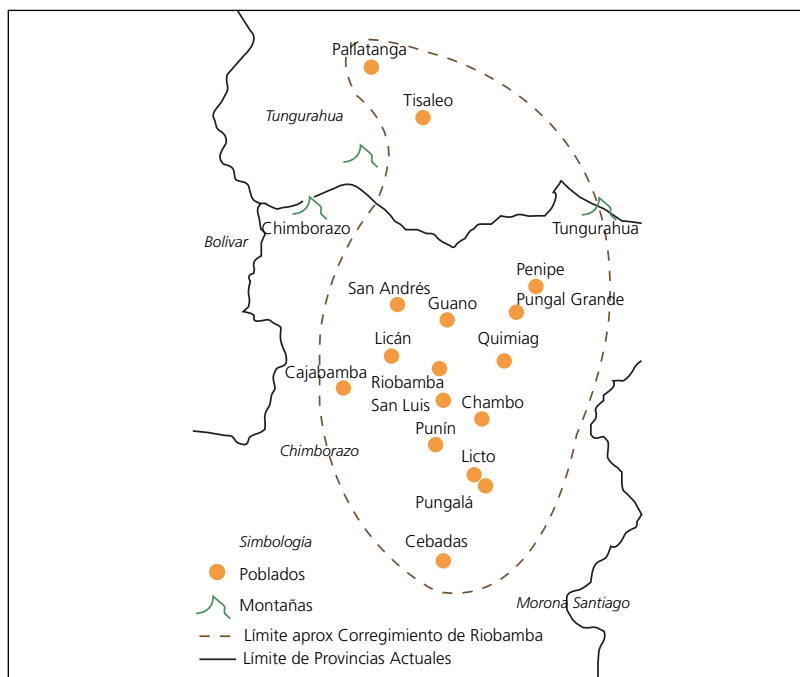 Pallatanga
Tisaleo
Tungurahua
Chimborazo
Tungurahua
Bolívar
Penipe
San Andrés
Pungal Grande
Guano
Licán
Quimiag
Cajabamba
Riobamba
San Luis
Chambo
Punín
Chimborazo
Licto
Pungalá
Cebadas
Simbología
Poblados
Montañas
Morona Santiago
Límite aprox Corregimiento de Riobamba
Límite de Provincias Actuales